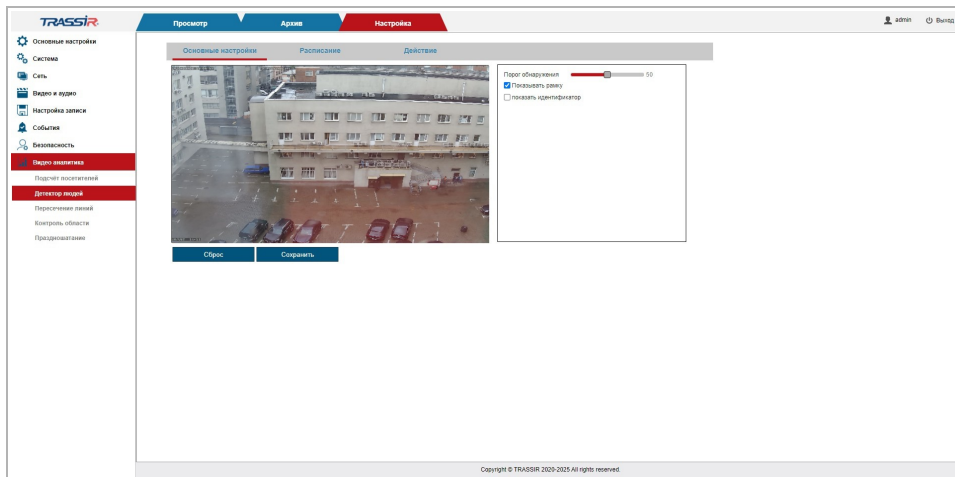 TRASSIR
Просмотр
Архив
Настройка
admin
Выход
Основные настройки
Система
Сеть
Видео и аудио
Настройка записи
События
Безопасность
Видео аналитика
Подсчёт посетителей
Детектор людей
Пересечение линий
Контроль области
Праздношатание
Основные настройки
Расписание
Действие
Порог обнаружения
50
Показывать рамку
показать идентификатор
Сброс
Сохранить
Copyright © TRASSIR 2020-2025 All rights reserved.